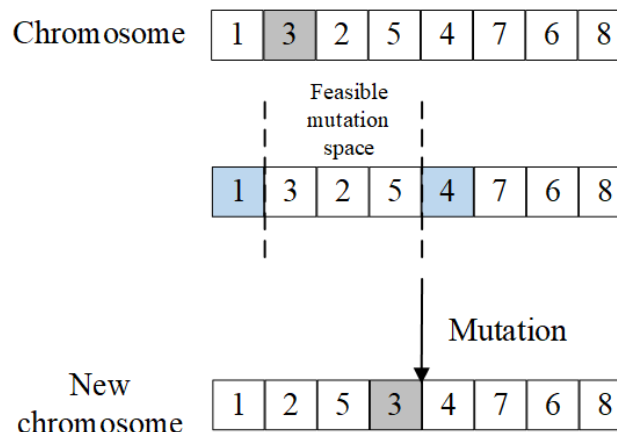 Chromosome 1 3 2 5 4 7 6 8
Feasible
mutation
space
1 3 2 5 4 7 6 8
Mutation
New
chromosome
1 2 5 3 4 7 6 8